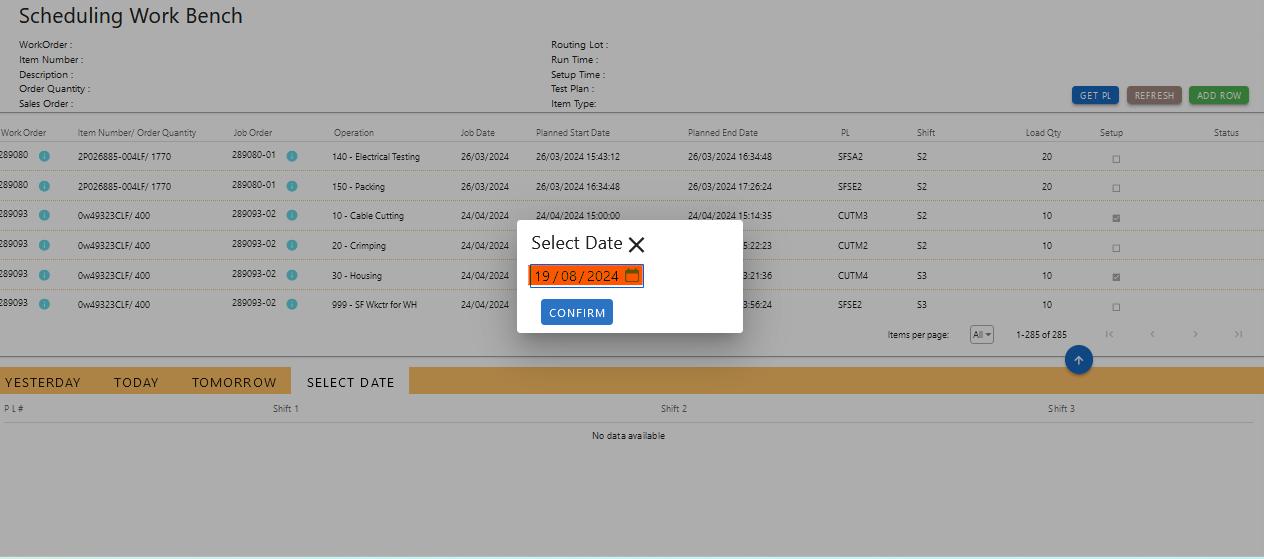 Scheduling Work Bench
WorkOrder : Routing Lot :
Item Number : Run Time :
Description : Setup Time :
Order Quantity : Test Plan :
Sales Order : Item Type:
GET PL REFRESH ADD ROW
Work Order Item Number/ Order Quantity Job Order Operation Job Date Planned Start Date Planned End Date PL Shift Load Qty Setup Status
289080 2P026885-004LF/ 1770 289080-01 140 - Electrical Testing 26/03/2024 26/03/2024 15:43:12 26/03/2024 16:34:48 SFSA2 S2 20
289080 2P026885-004LF/ 1770 289080-01 150 - Packing 26/03/2024 26/03/2024 16:34:48 26/03/2024 17:26:24 SFSE2 S2 20
289093 0w49323CLF/ 400 289093-02 10 - Cable Cutting 24/04/2024 24/04/2024 15:00:00 24/04/2024 15:14:35 CUTM3 S2 10
289093 0w49323CLF/ 400 289093-02 20 - Crimping 24/04/2024 5:22:23 CUTM2 S2 10
289093 0w49323CLF/ 400 289093-02 30 - Housing 24/04/2024 3:21:36 CUTM4 S3 10
289093 0w49323CLF/ 400 289093-02 999 - SF Wkctr for WH 24/04/2024 3:56:24 SFSE2 S3 10
Select Date
19/08/2024
CONFIRM
Items per page: All 1-285 of 285
YESTERDAY TODAY TOMORROW SELECT DATE
P L # Shift 1 Shift 2 Shift 3
No data available